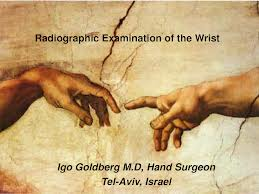 Radiographic Examination of the Wrist
Igo Goldberg M.D, Hand Surgeon
Tel-Aviv, Israel